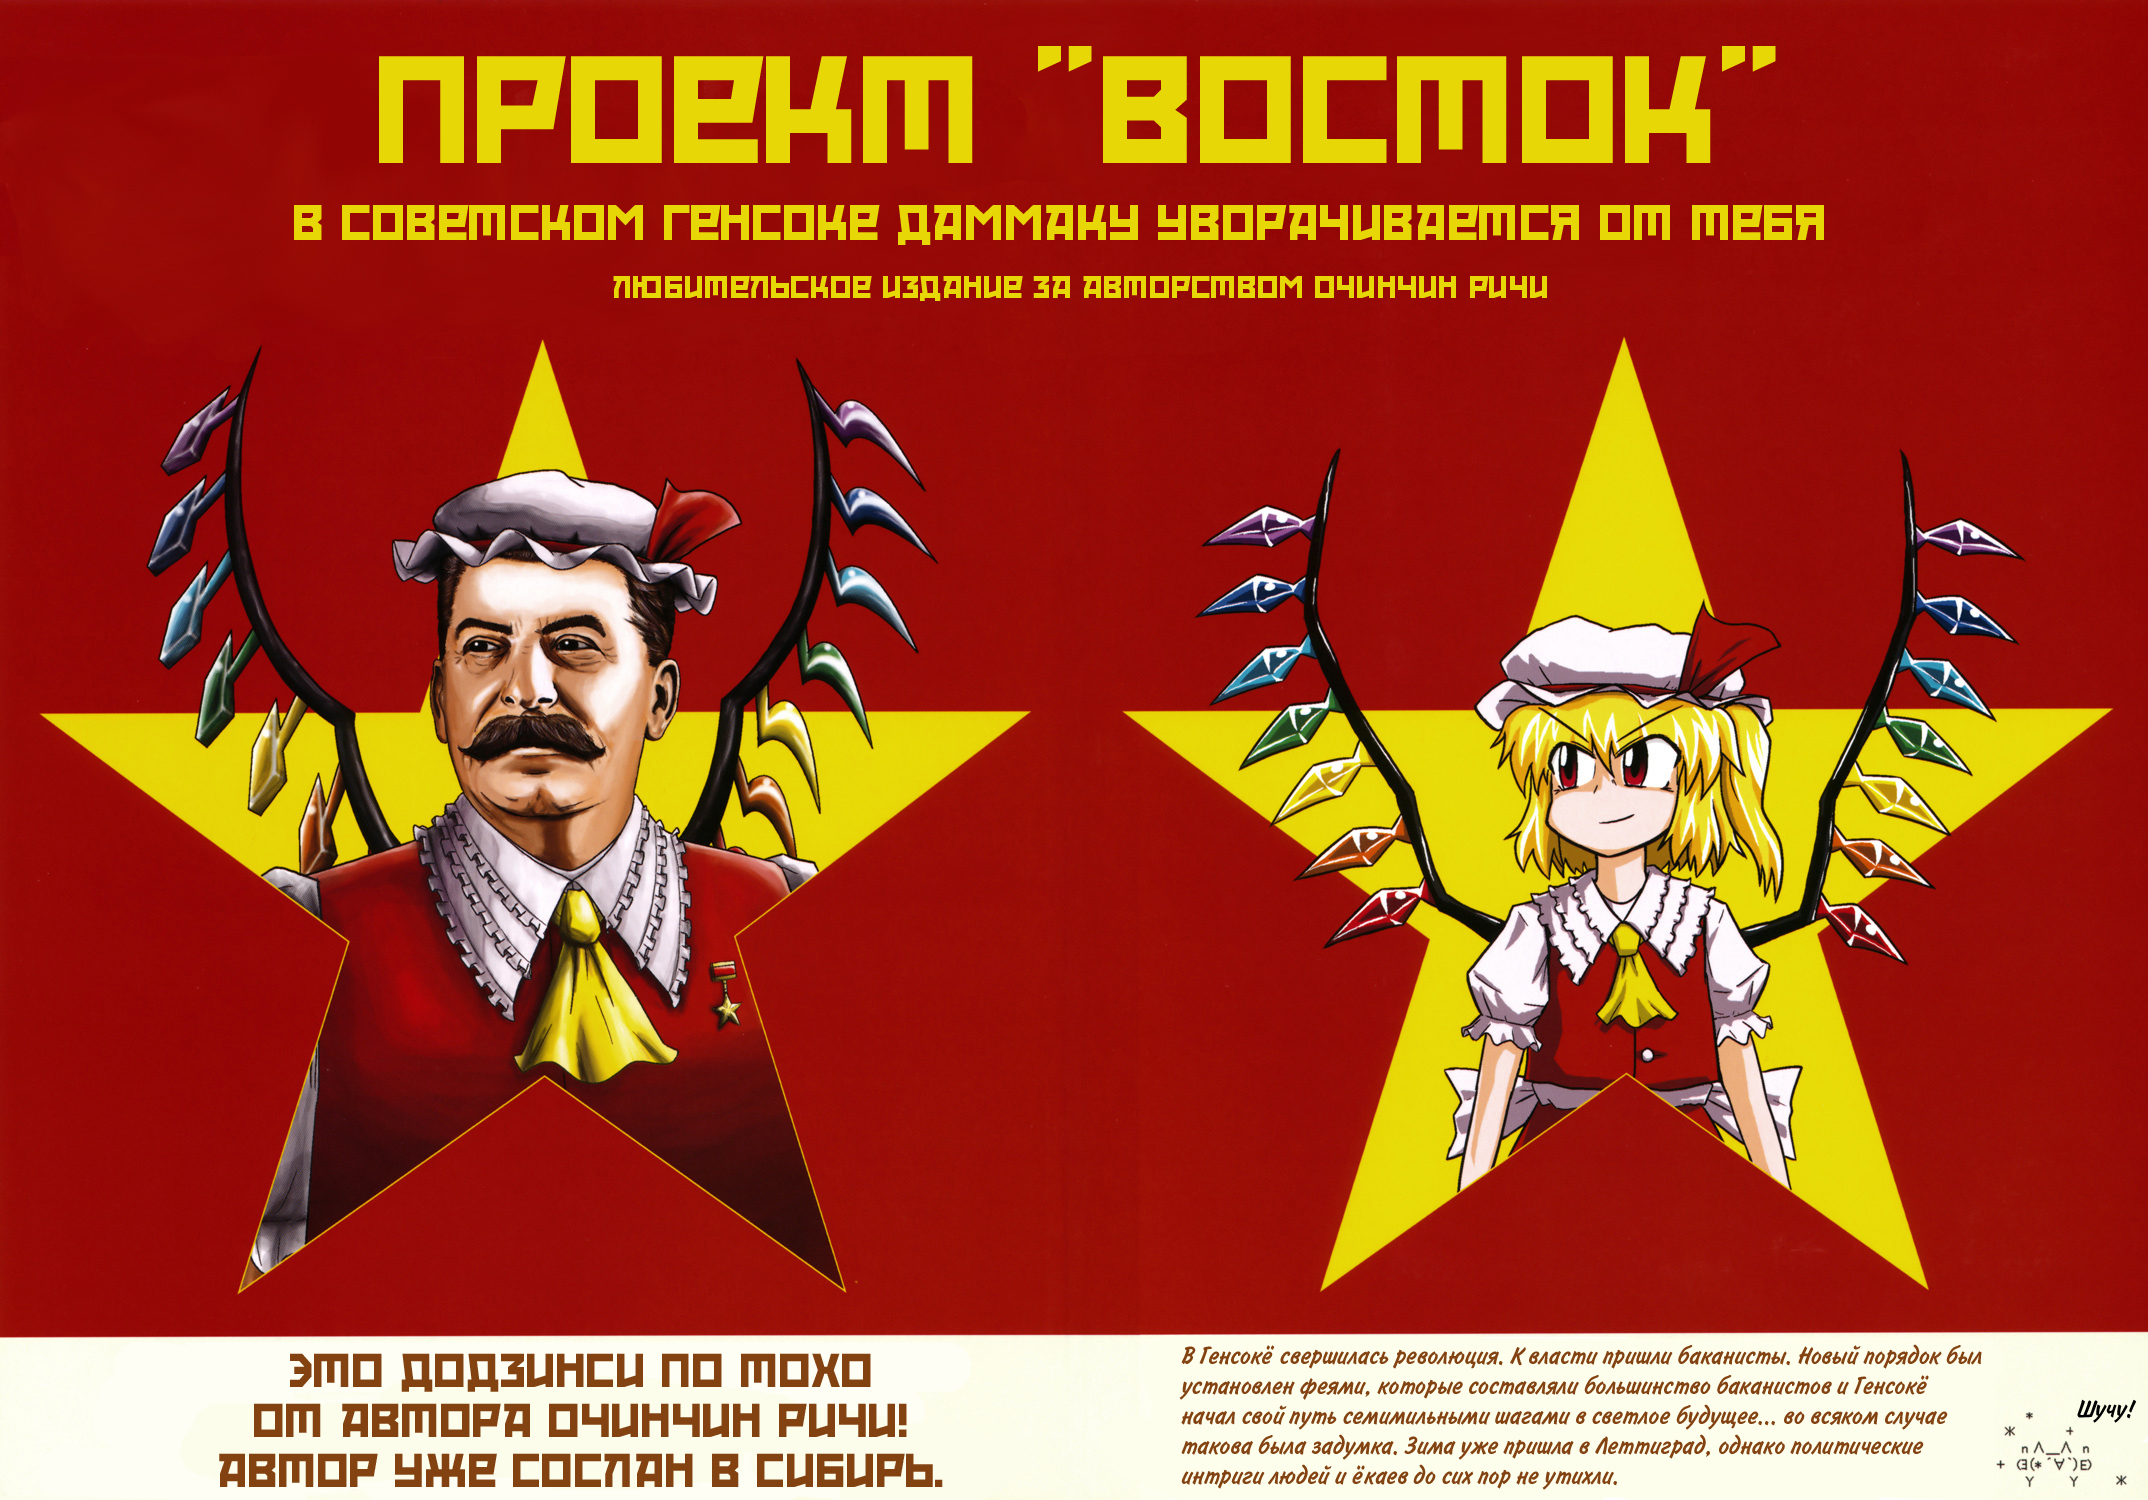 ПРОЕКТ "ВОСТОК"
В СОВЕТСКОМ ГЕНСОКЕ ДАММАКУ УВОРАЧИВАЕТСЯ ОТ ТЕБЯ
ЛЮБИТЕЛЬСКОЕ ИЗДАНИЕ ЗА АВТОРСТВОМ ОЧИНЧИН РИЧИ
ЭТО ДОДЗИНСИ ПО ТОХО
ОТ АВТОРА ОЧИНЧИН РИЧИ!
АВТОР УЖЕ СОСЛАН В СИБИРЬ.
В Генсокё свершилась революция. К власти пришли баканисты. Новый порядок был
установлен феями, которые составляли большинство баканистов и Генсокё
начал свой путь семимильными шагами в светлое будущее... во всяком случае
такова была задумка. Зима уже пришла в Леттиград, однако политические
интриги людей и ёкаев до сих пор не утихли.
Шучу!